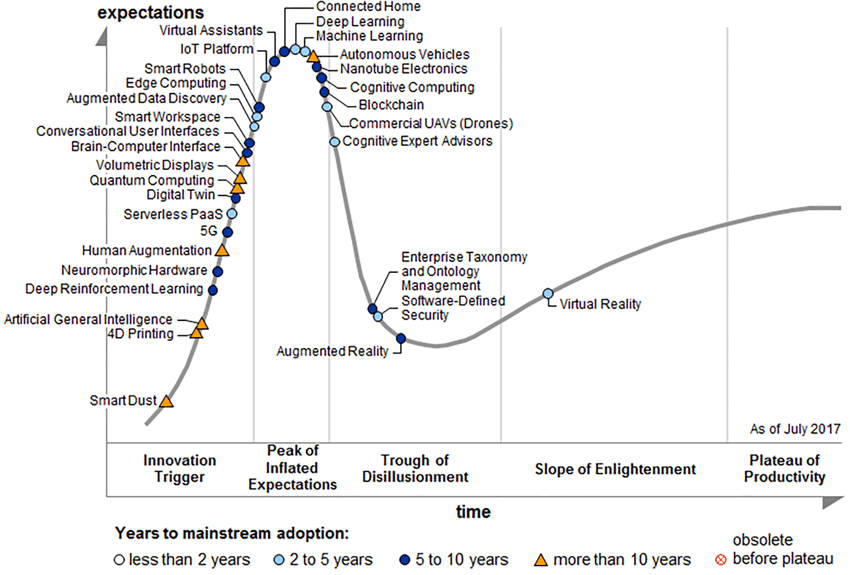 expectations
Connected Home
Deep Learning
Virtual Assistants
Machine Learning
IoT Platform
Autonomous Vehicles
Smart Robots
Nanotube Electronics
Edge Computing
Cognitive Computing
Augmented Data Discovery
Blockchain
Smart Workspace
Commercial UAVs (Drones)
Conversational User Interfaces
Cognitive Expert Advisors
Brain-Computer Interface
Volumetric Displays
Quantum Computing
Digital Twin
Serverless PaaS
5G
Human Augmentation
Neuromorphic Hardware
Deep Reinforcement Learning
Artificial General Intelligence
4D Printing
Smart Dust
Enterprise Taxonomy
and Ontology
Management
Software-Defined
Security
Augmented Reality
Virtual Reality
As of July 2017
Innovation
Trigger
Peak of
Inflated
Expectations
Trough of
Disillusionment
Slope of Enlightenment
Plateau of
Productivity
time
Years to mainstream adoption:
less than 2 years
2 to 5 years
5 to 10 years
more than 10 years
obsolete
before plateau